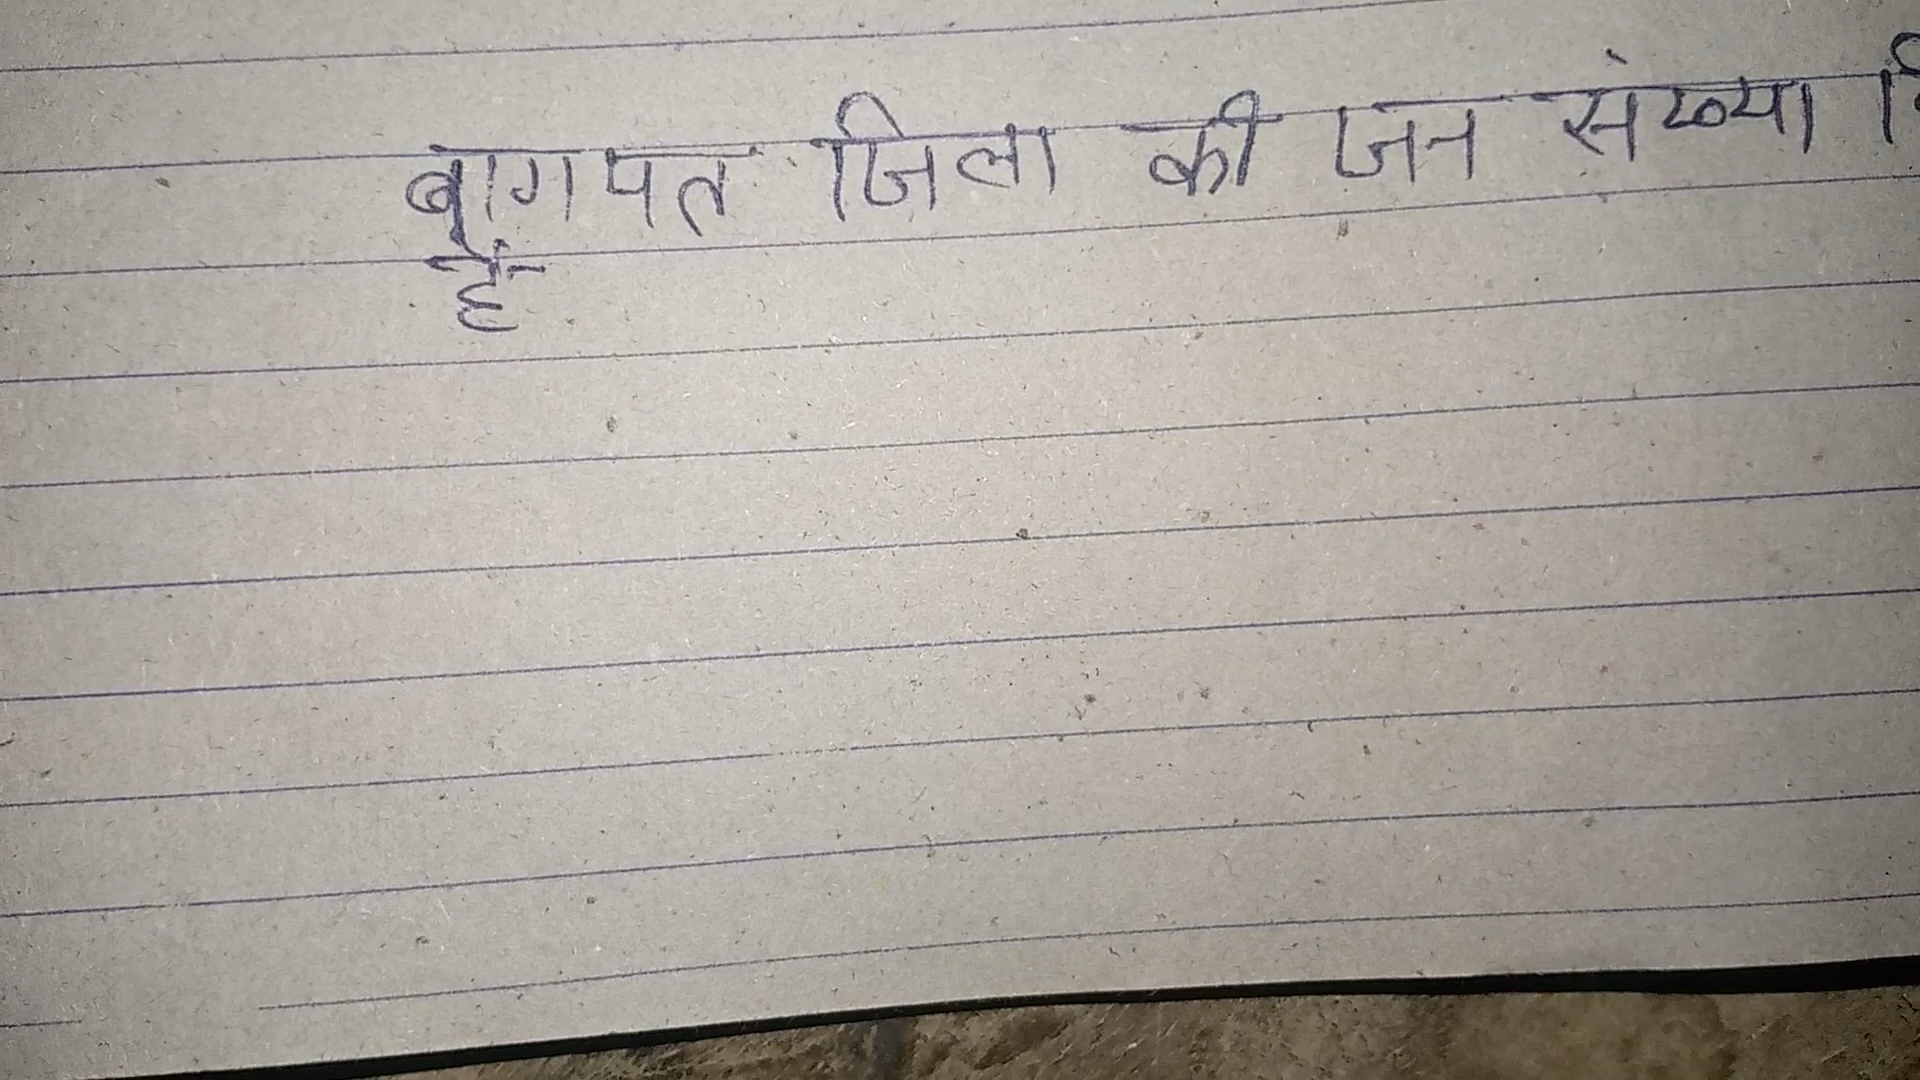 बागपत जिला की जन संख्या
है